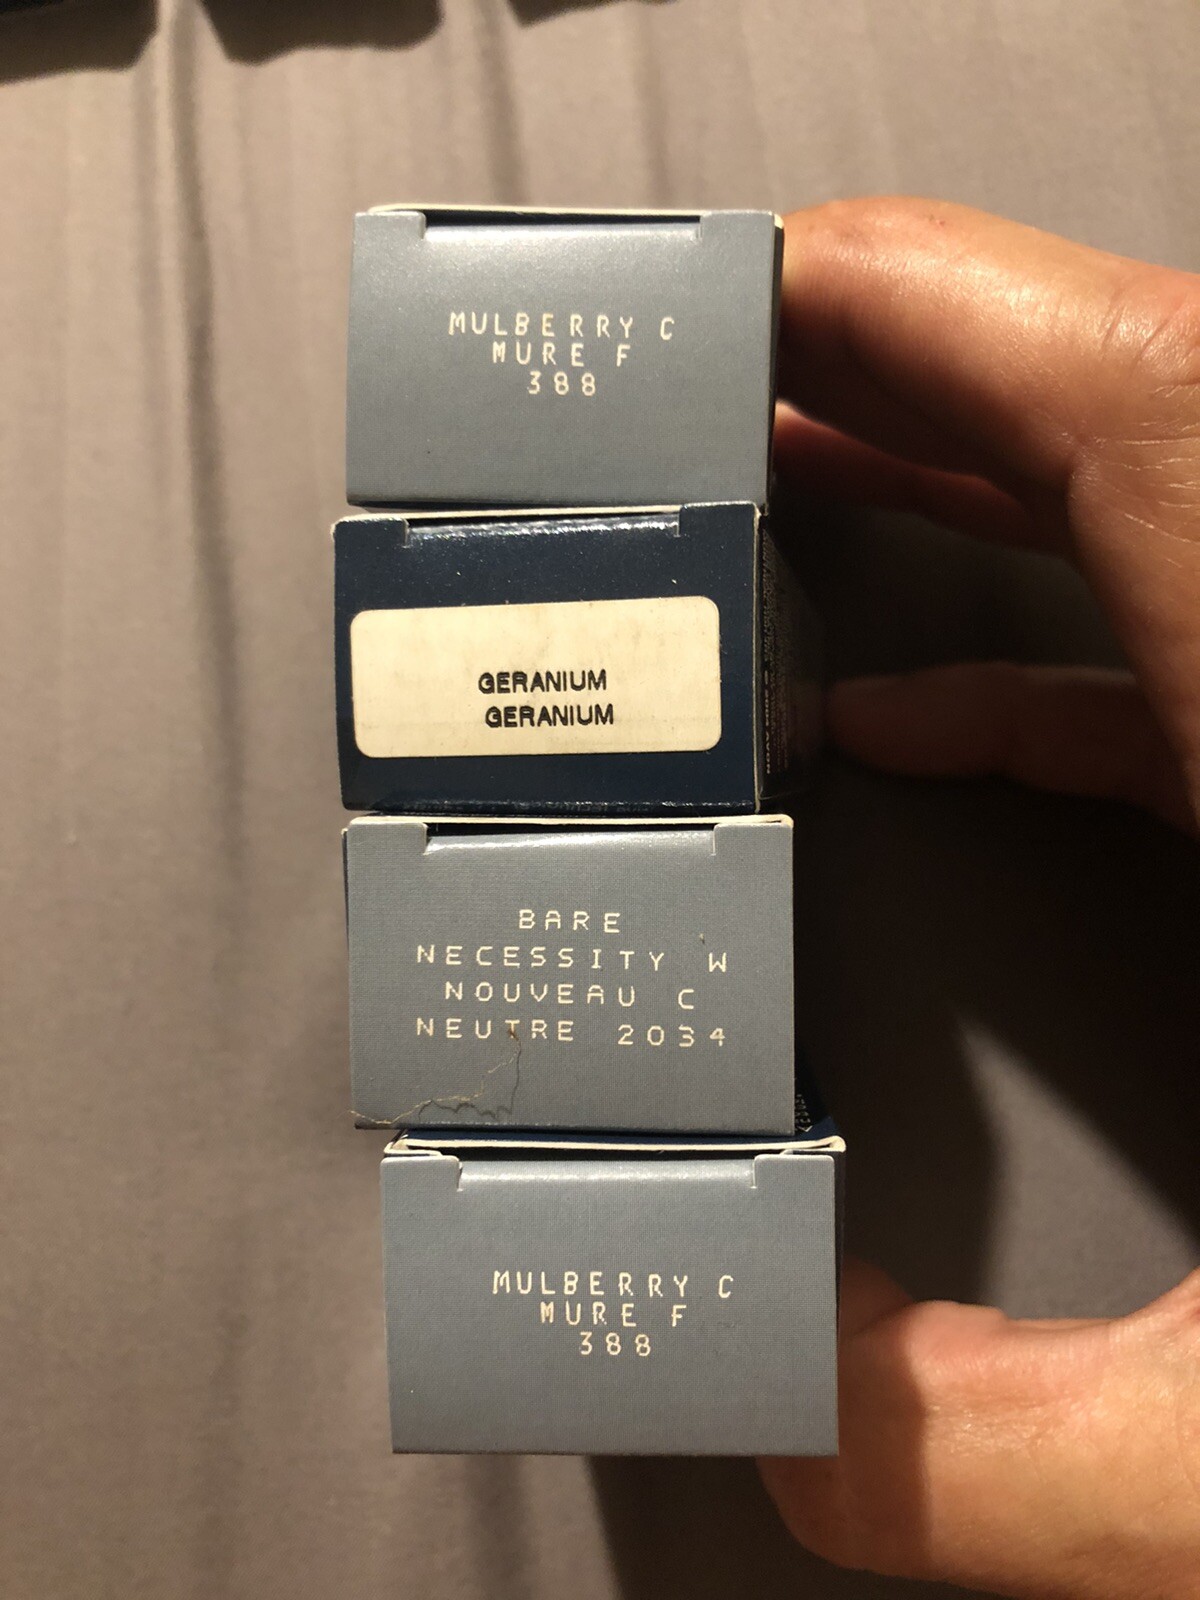 MULBERRY C
MURE F
388
GERANIUM
GERANIUM
BARE
NECESSITY W
NOUVEAU C
NEUTRE 2034
MULBERRY C
MURE F
388